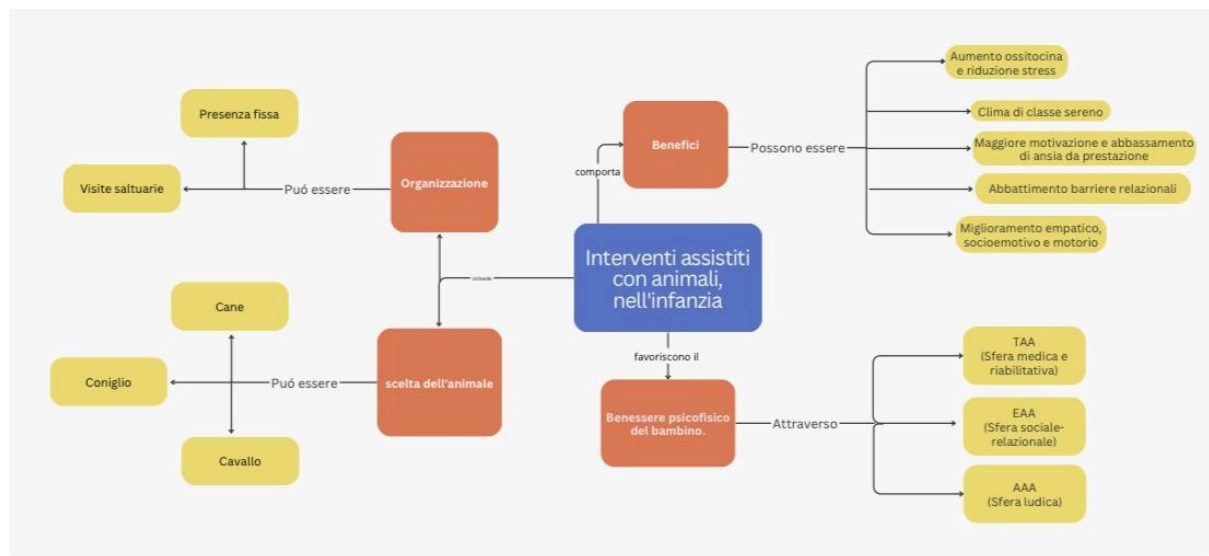 Aumento ossitocina
e riduzione stress
Presenza fissa
Clima di classe sereno
Benefici
Possono essere
Maggiore motivazione e abbassamento
di ansia da prestazione
comporta
Visite saltuarie
Puó essere
Organizzazione
Abbattimento barriere relazionali
Miglioramento empatico,
socioemotivo e motorio
Interventi assistiti
con animali,
nell'infanzia
richiede
Cane
Coniglio
Puó essere
scelta dell'animale
Cavallo
favoriscono il
Benessere psicofisico
del bambino.
Attraverso
TAA
(Sfera medica e
riabilitativa)
EAA
(Sfera sociale-
relazionale)
AAA
(Sfera ludica)